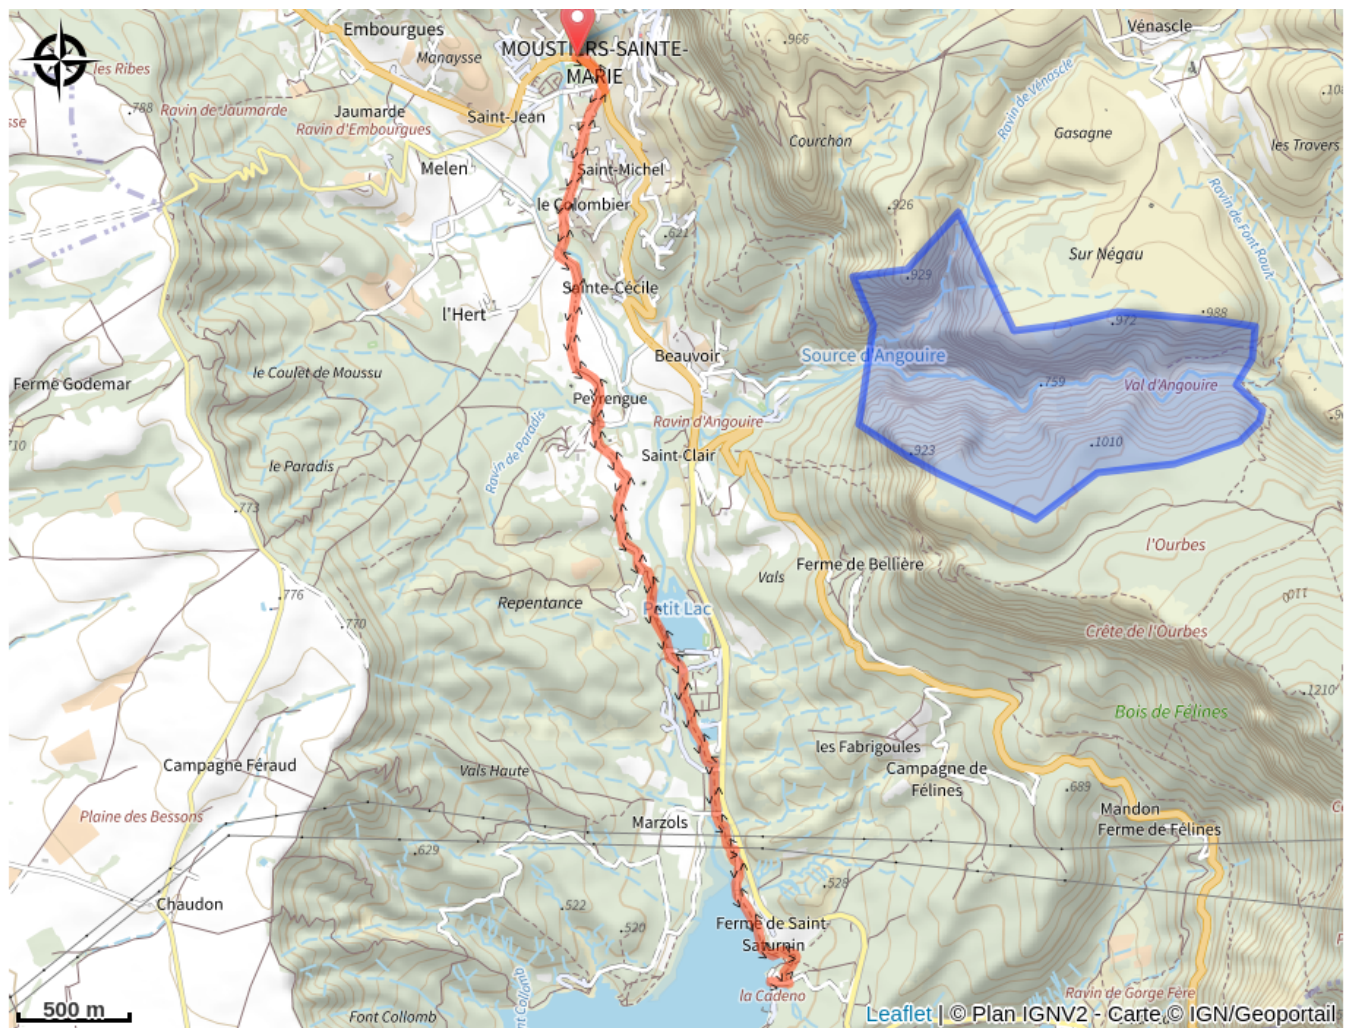 Embourgues
MOUSTIERS-SAINTE-
MARIE
Vénascle
.966
Manaysse
les Ribes
.788
Ravin de Jaumarde
Jaumarde
Ravin d'Embourgues
Saint-Jean
Ravin de Vénascle
Gasagne
Courchon
les Travers
Melen
Saint-Michel
le Colombier
.926
Ravin de Font Roua
.621
Sur Négau
.929
Sainte-Cécile
l'Hert
.972
.988
Beauvoir
Source d'Angouire
le Coulet de Moussu
Ferme Godemar
.759
Val d'Angouire
Peyrengue
Ravin d'Angouire
710
Ravin de Paradis
.1010
.923
Saint-Clair
le Paradis
.773
l'Ourbes
Ferme de Bellière
Vals
.776
Repentance
Petit Lac
1100
.770
Crête de l'Ourbes
.1210
Bois de Félines
les Fabrigoules
Campagne Féraud
Vals Haute
Campagne de
Félines
.689
Plaine des Bessons
Marzols
Mandon
Ferme de Félines
.629
.528
Chaudon
.522
.520
Ferme de Saint-
Saturnin
la Cadeno
Ravin de Gorge Fère
500 m
Font Collomb
Leaflet | © Plan IGNV2 - Carte © IGN/Geoportail